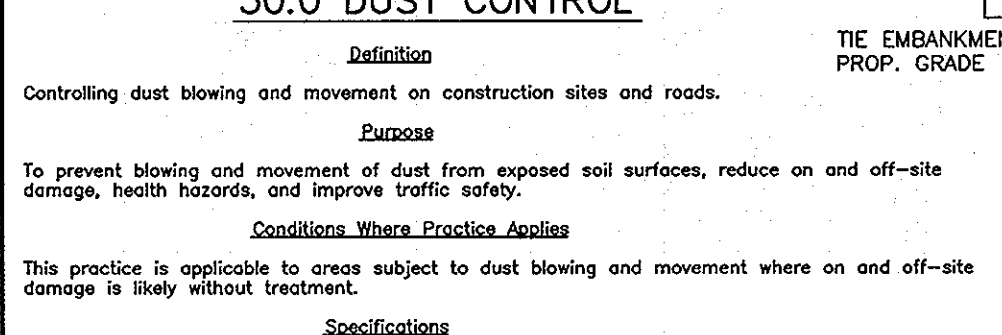 30.0 DUST CONTROL
TIE EMBANKMEN
PROP. GRADE
Definition
Controlling dust blowing and movement on construction sites and roads.
Purpose
To prevent blowing and movement of dust from exposed soil surfaces, reduce on and off-site
damage, health hazards, and improve traffic safety.
Conditions Where Practice Applies
This practice is applicable to areas subject to dust blowing and movement where on and off-site
damage is likely without treatment.
Specifications